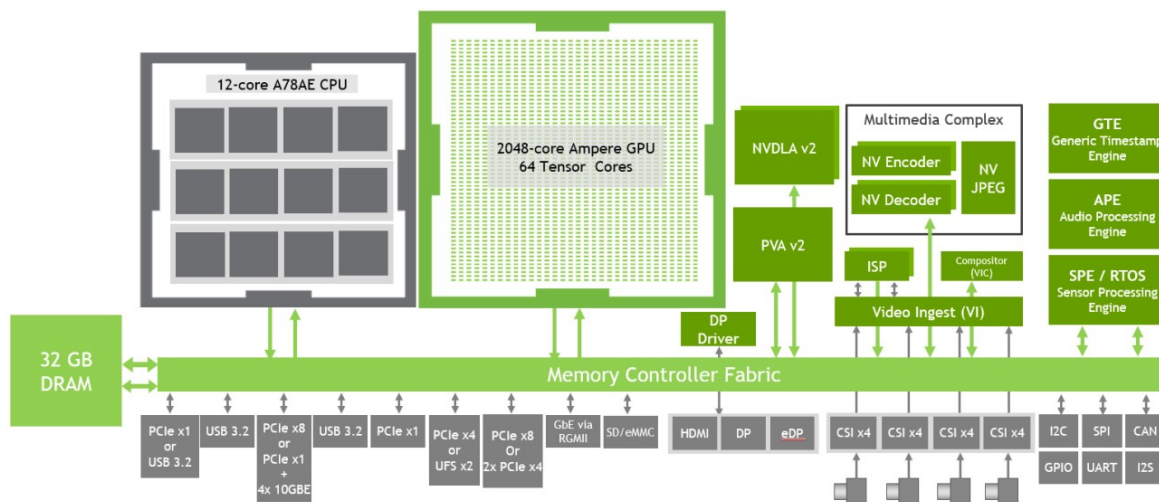 12-core A78AE CPU
2048-core Ampere GPU
64 Tensor Cores
NVDLA v2
PVA v2
Multimedia Complex
NV Encoder
NV Decoder
NV
JPEG
ISP
Compositor
(VIC)
Video Ingest (VI)
GTE
Generic Timestamp
Engine
APE
Audio Processing
Engine
SPE / RTOS
Sensor Processing
Engine
DP
Driver
32 GB
DRAM
Memory Controller Fabric
PCIe x1
or
USB 3.2
USB 3.2
PCIe x8
or
PCIe x1
+
4x 10GBE
USB 3.2
PCIe x1
PCIe x4
or
UFS x2
PCIe x8
Or
2x PCIe x4
GbE via
RGMII
SD/eMMC
HDMI
DP
eDP
CSI x4
CSI x4
CSI x4
CSI x4
I2C
SPI
CAN
GPIO
UART
I2S